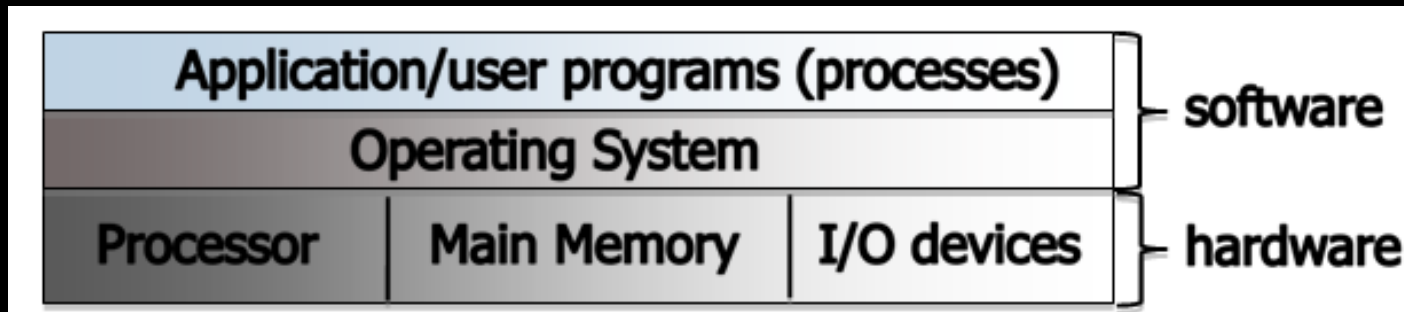 Application/user programs (processes)
software
Operating System
Processor
Main Memory
I/O devices
hardware